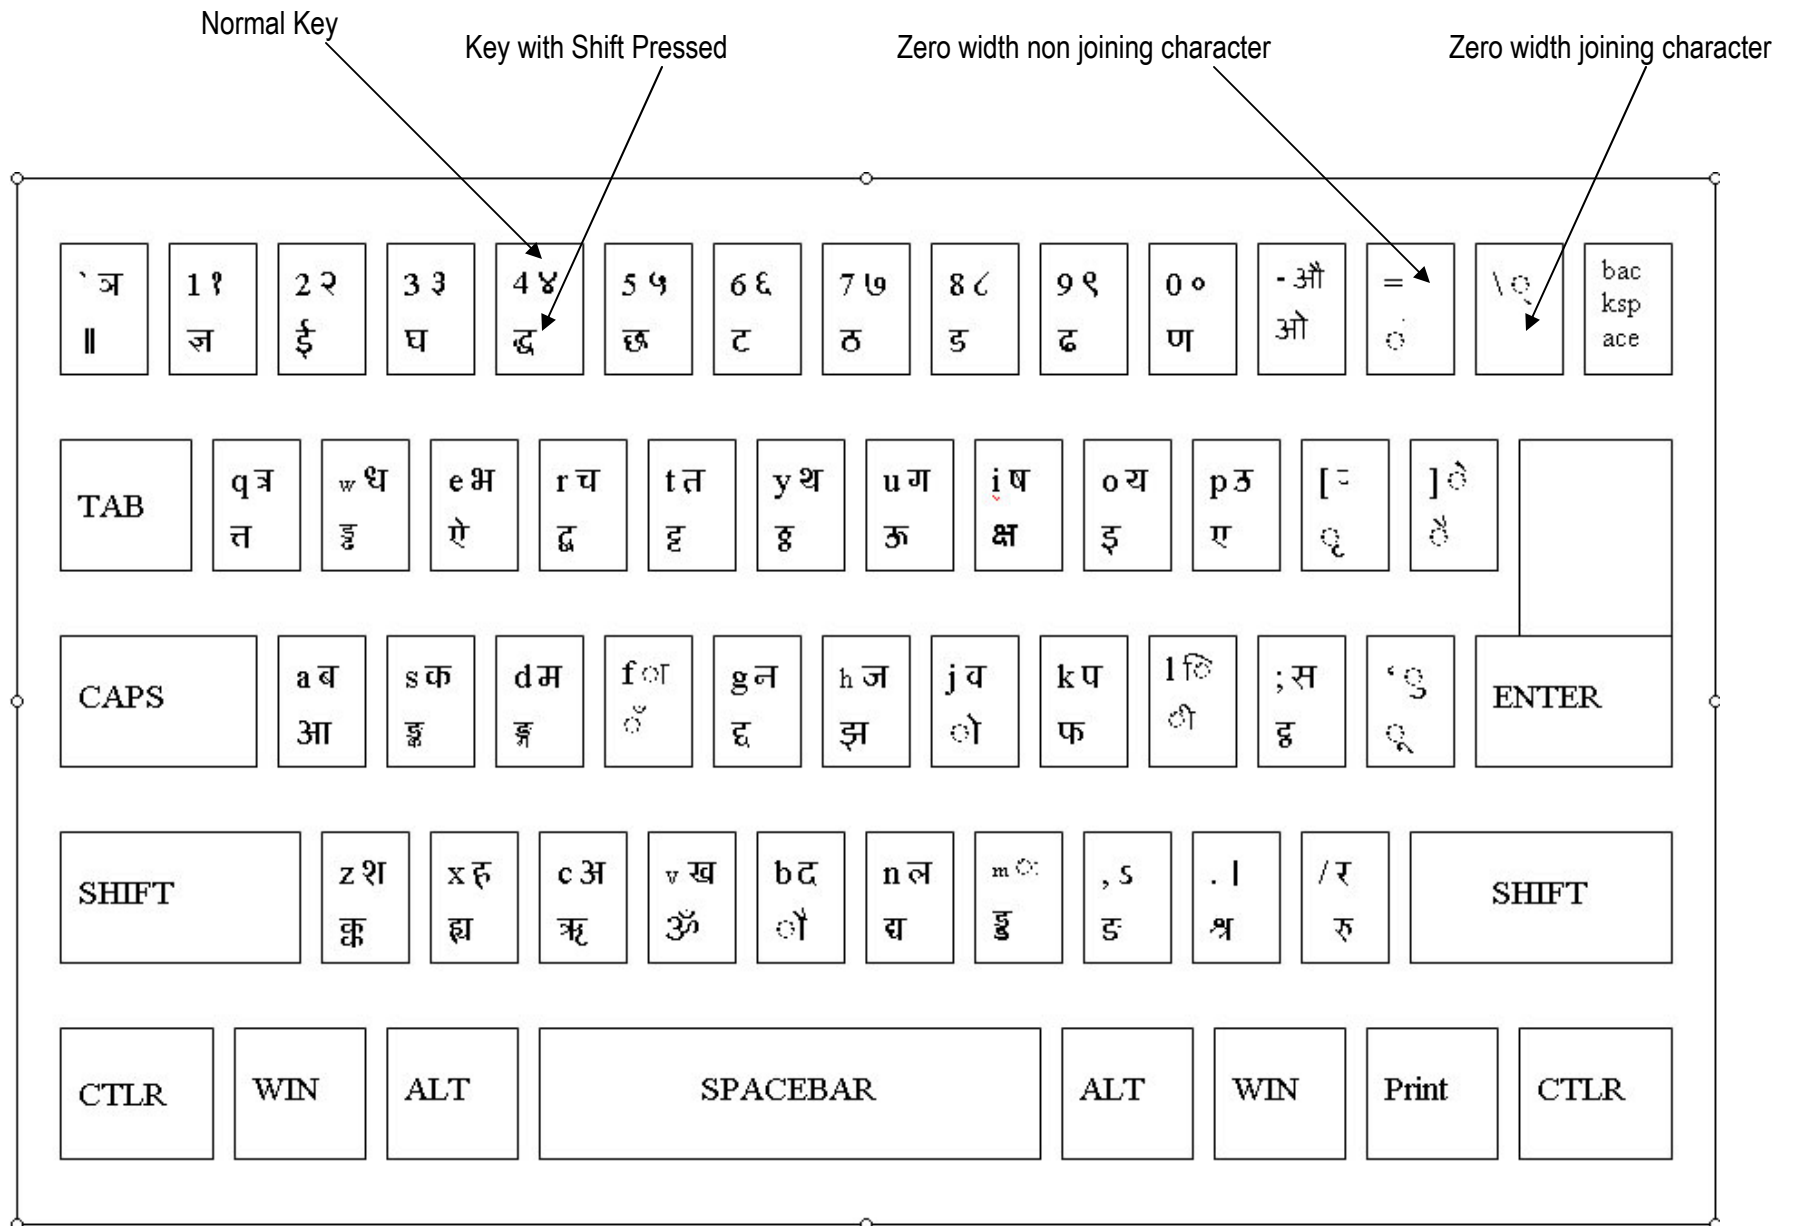 Normal Key
Key with Shift Pressed
Zero width non joining character
Zero width joining character
` ञ 1 १ 2 २ 3 ३ 4 ४ 5 ५ 6 ६ 7 ७ 8 ८ 9 ९ 0 ० - औ = \ ् bac
ksp
॥ ज्ञ ई घ द्ध छ ट ठ ड ढ ण ओ ं ace
q त्र w ध e भ r च t त y थ u ग i ष o य p उ [ ] े
TAB
त्त ड्ढ ऐ द्ब ट्ट ठ्ठ ऊ क्ष इ ए ृ ै
a ब s क d म f ा g न h ज j व k प l ि ; स ‘ ु
CAPS ENTER
आ ङ्क ङ्ग ँ द्द झ ो फ ी ट्ठ ू
z श x ह c अ v ख b द n ल m ः , ऽ . । / र
SHIFT SHIFT
क्क ह्य ऋ ॐ ौ द्य ड्ड ङ श्र रु
CTLR WIN ALT SPACEBAR ALT WIN Print CTLR